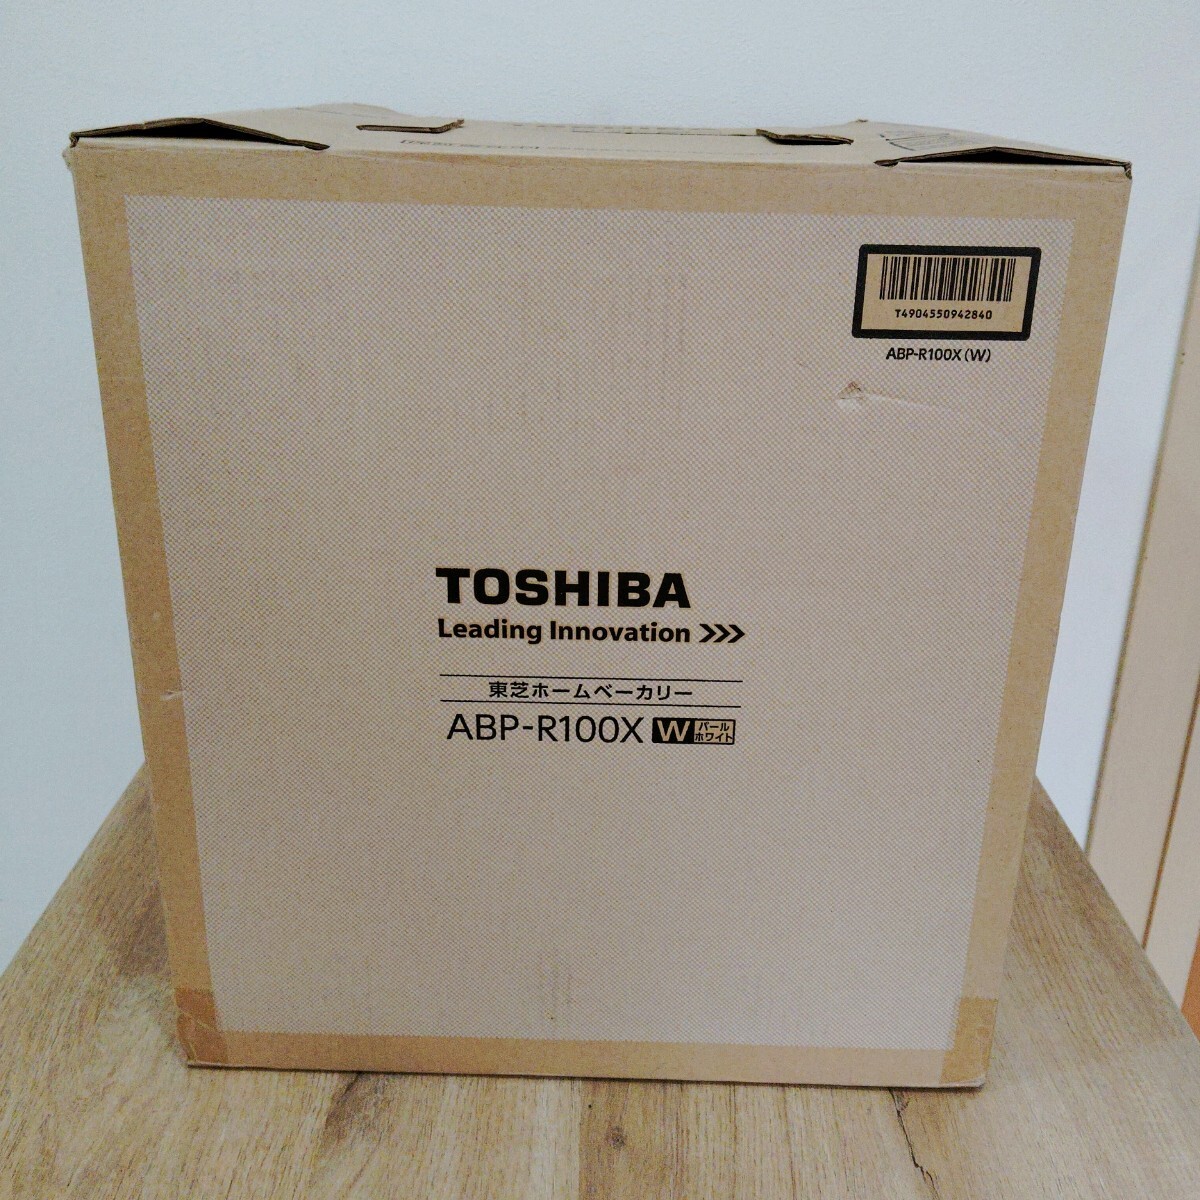 T4904550942840
ABP-R100X(W)
TOSHIBA
Leading Innovation >>>
東芝ホームベーカリー
ABP-R100X W パール
ホワイト